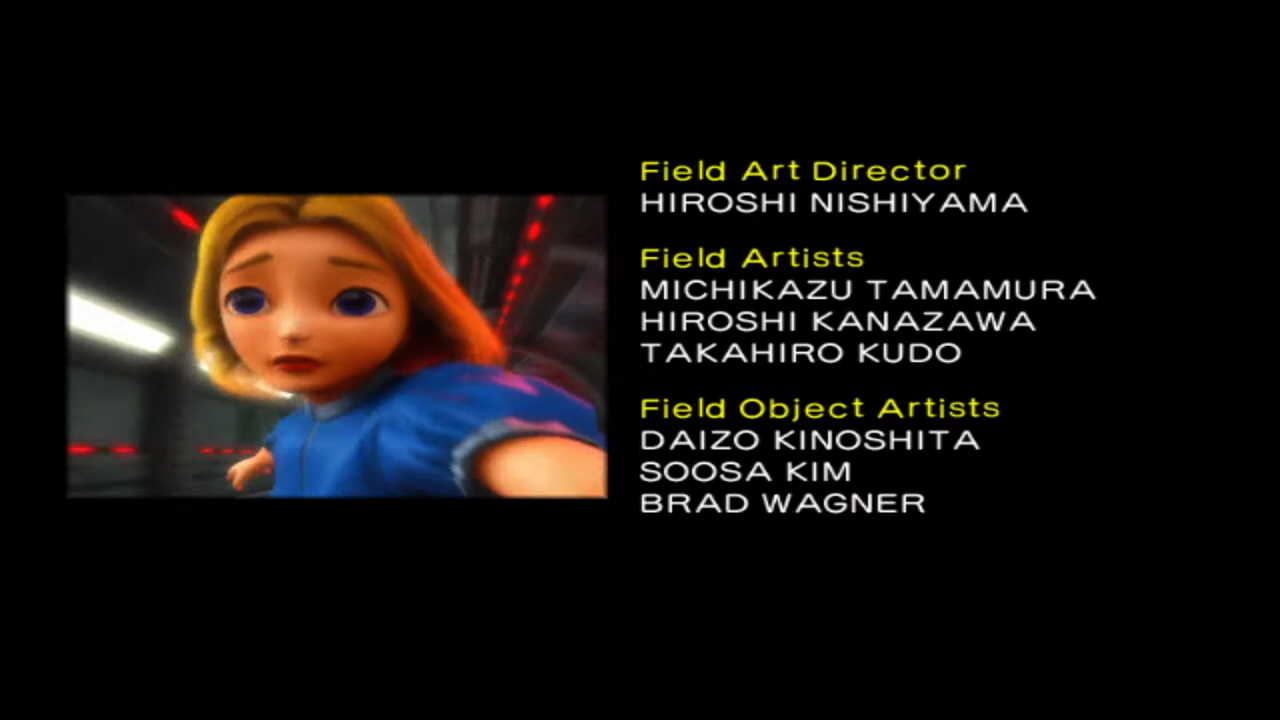 Field Art Director
HIROSHI NISHIYAMA
Field Artists
MICHIKAZU TAMAMURA
HIROSHI KANAZAWA
TAKAHIRO KUDO
Field Object Artists
DAIZO KINOSHITA
SOOSA KIM
BRAD WAGNER